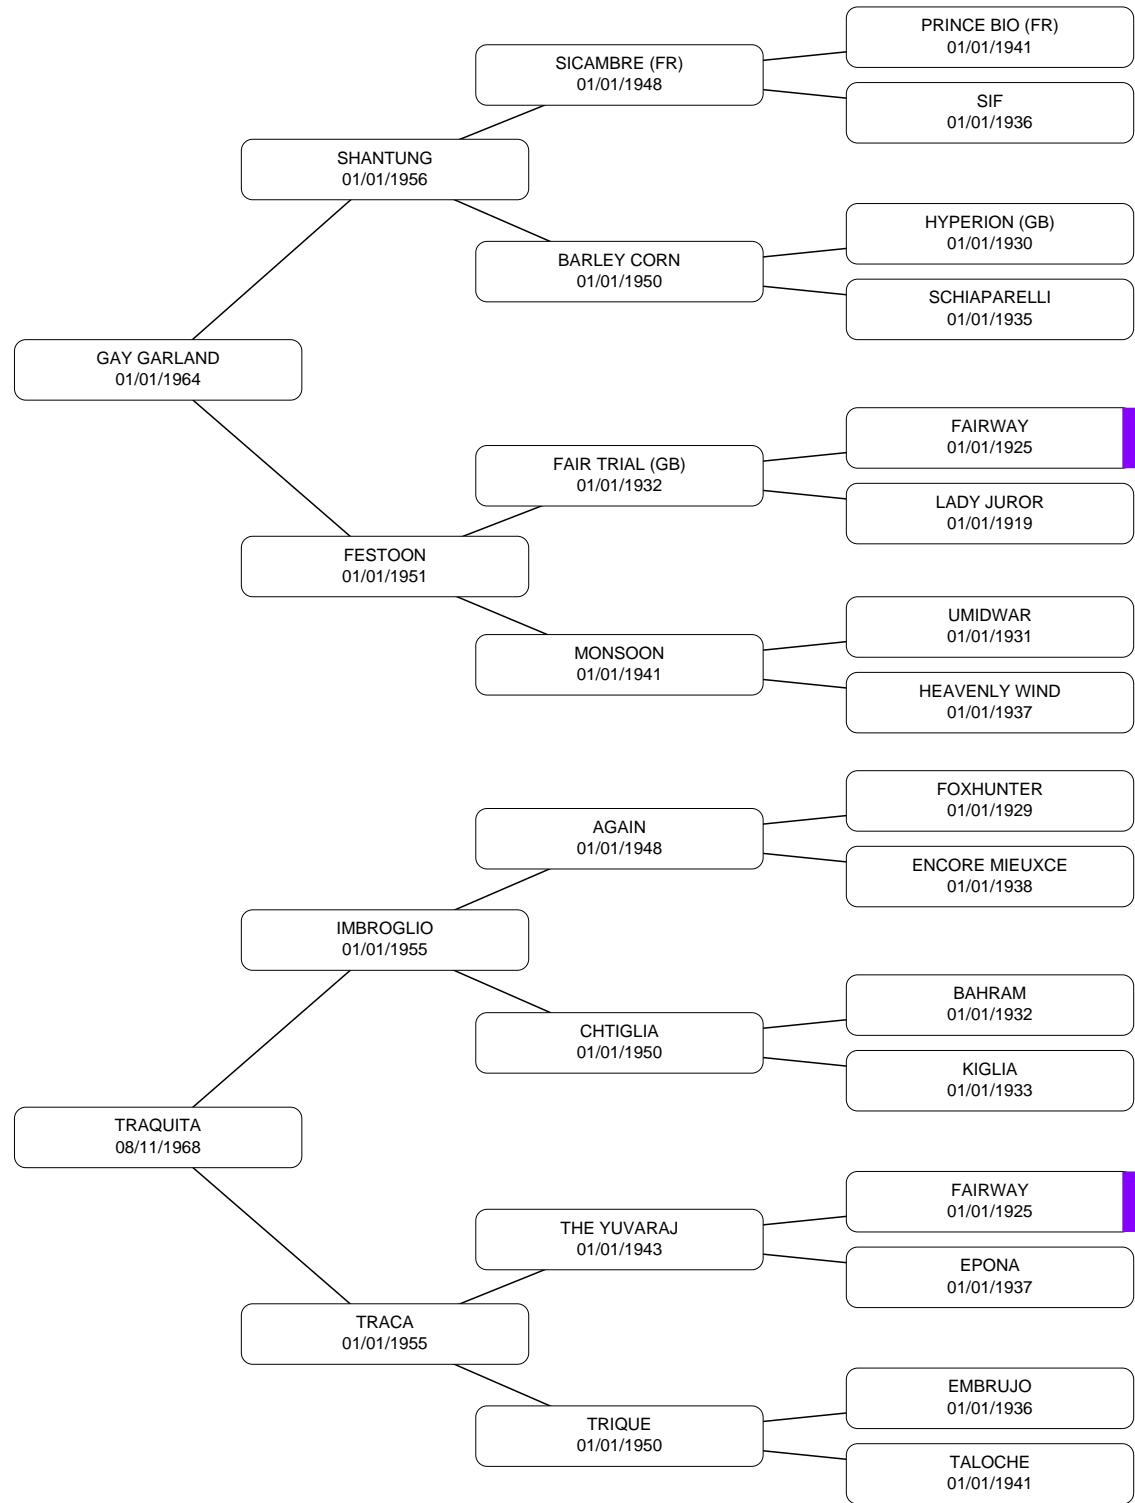 PRINCE BIO (FR)
01/01/1941
SICAMBRE (FR)
01/01/1948
SIF
01/01/1936
SHANTUNG
01/01/1956
HYPERION (GB)
01/01/1930
BARLEY CORN
01/01/1950
SCHIAPARELLI
01/01/1935
GAY GARLAND
01/01/1964
FAIRWAY
01/01/1925
FAIR TRIAL (GB)
01/01/1932
LADY JUROR
01/01/1919
FESTOON
01/01/1951
UMIDWAR
01/01/1931
MONSOON
01/01/1941
HEAVENLY WIND
01/01/1937
FOXHUNTER
01/01/1929
AGAIN
01/01/1948
ENCORE MIEUXCE
01/01/1938
IMBROGLIO
01/01/1955
BAHRAM
01/01/1932
CHTIGLIA
01/01/1950
KIGLIA
01/01/1933
TRAQUITA
08/11/1968
FAIRWAY
01/01/1925
THE YUVARAJ
01/01/1943
EPONA
01/01/1937
TRACA
01/01/1955
EMBRUJO
01/01/1936
TRIQUE
01/01/1950
TALOCHE
01/01/1941